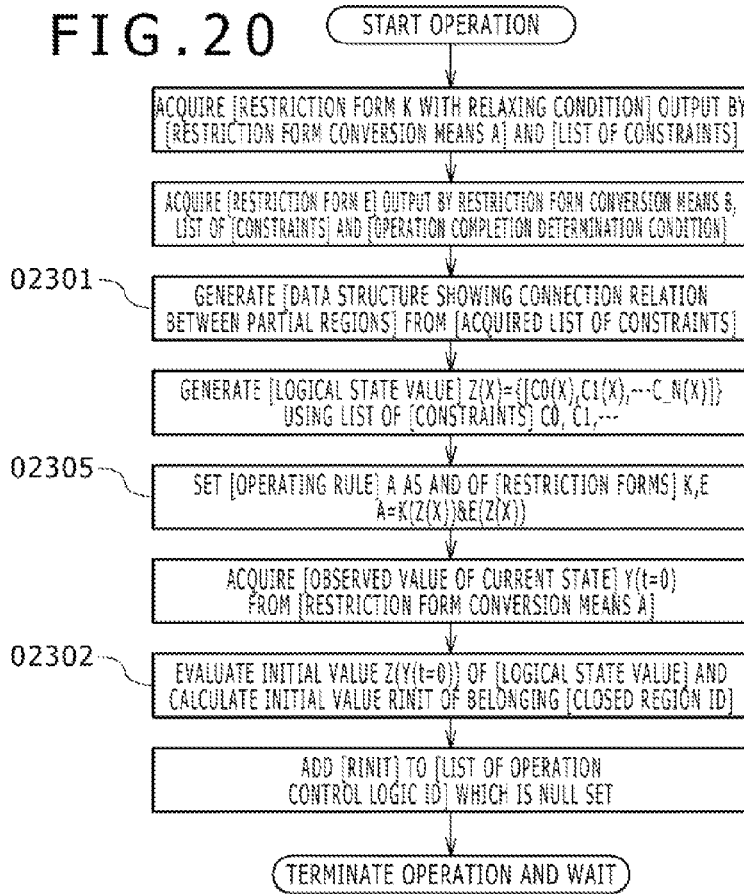 FIG.20
START OPERATION
ACQUIRE [RESTRICTION FORM K WITH RELAXING CONDITION] OUTPUT BY
[RESTRICTION FORM CONVERSION MEANS A] AND [LIST OF CONSTRAINTS]
ACQUIRE [RESTRICTION FORM E] OUTPUT BY RESTRICTION FORM CONVERSION MEANS B,
LIST OF [CONSTRAINTS] AND [OPERATION COMPLETION DETERMINATION CONDITION]
02301
GENERATE [DATA STRUCTURE SHOWING CONNECTION RELATION
BETWEEN PARTIAL REGIONS] FROM [ACQUIRED LIST OF CONSTRAINTS]
GENERATE [LOGICAL STATE VALUE] Z(X)={[C0(X),C1(X),---C_N(X)]}
USING LIST OF [CONSTRAINTS] C0, C1,---
02305
SET [OPERATING RULE] A AS AND OF [RESTRICTION FORMS] K,E
A=K(Z(X))&E(Z(X))
ACQUIRE [OBSERVED VALUE OF CURRENT STATE] Y(t=0)
FROM [RESTRICTION FORM CONVERSION MEANS A]
02302
EVALUATE INITIAL VALUE Z(Y(t=0)) OF [LOGICAL STATE VALUE] AND
CALCULATE INITIAL VALUE RINIT OF BELONGING [CLOSED REGION ID]
ADD [RINIT] TO [LIST OF OPERATION
CONTROL LOGIC ID] WHICH IS NULL SET
TERMINATE OPERATION AND WAIT